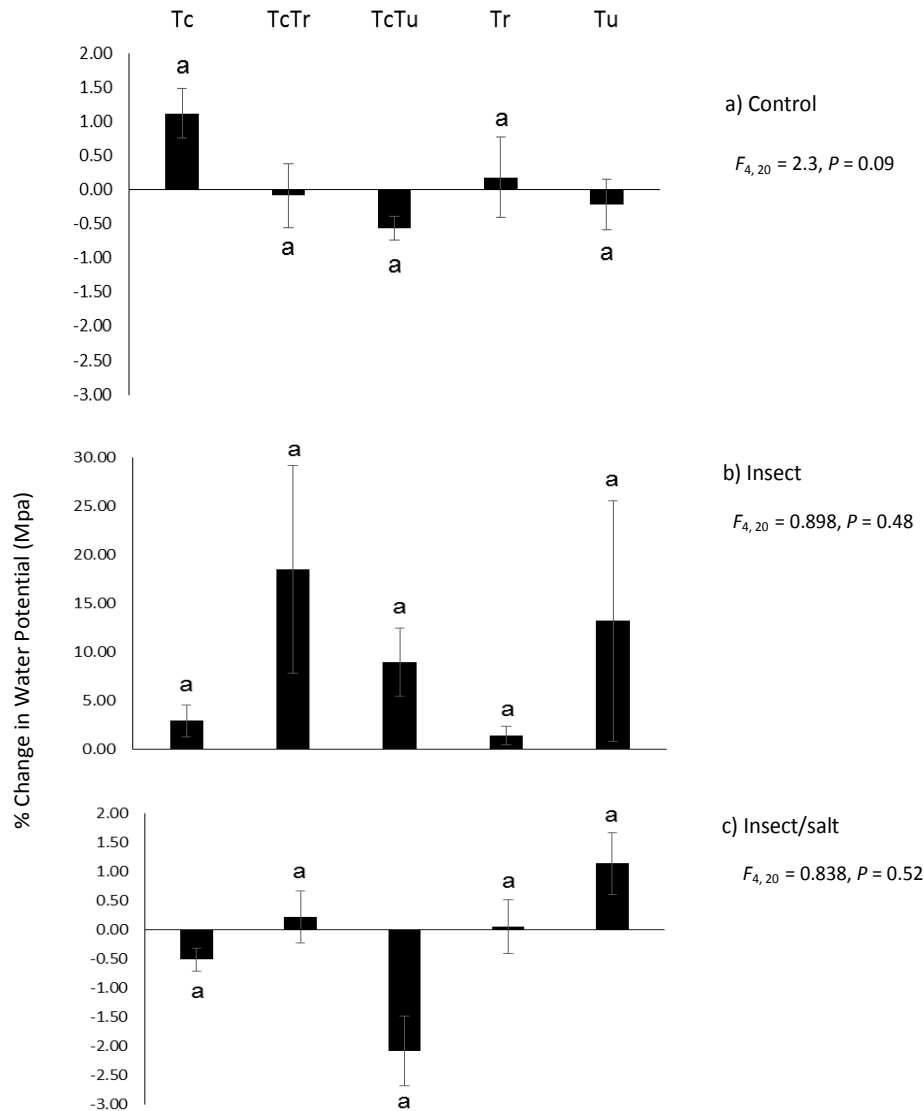 Tc TcTr TcTu Tr Tu
2.00
1.50
1.00
0.50
0.00
-0.50
-1.00
-1.50
-2.00
-2.50
-3.00
a
a
a
a
a
a) Control
F4, 20 = 2.3, P = 0.09
% Change in Water Potential (Mpa)
30.00
25.00
20.00
15.00
10.00
5.00
0.00
a
a
a
a
a
b) Insect
F4, 20 = 0.898, P = 0.48
2.00
1.50
1.00
0.50
0.00
-0.50
-1.00
-1.50
-2.00
-2.50
-3.00
a
a
a
a
a
c) Insect/salt
F4, 20 = 0.838, P = 0.52